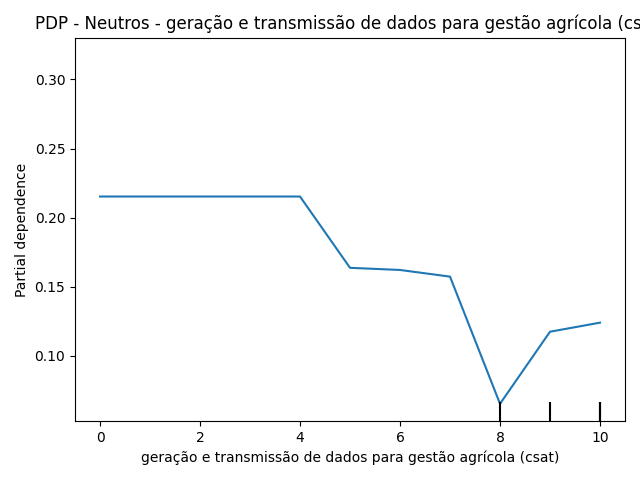 PDP - Neutros - geração e transmissão de dados para gestão agrícola (cs
0.30
0.25
0.20
0.15
0.10
Partial dependence
0 2 4 6 8 10
geração e transmissão de dados para gestão agrícola (csat)